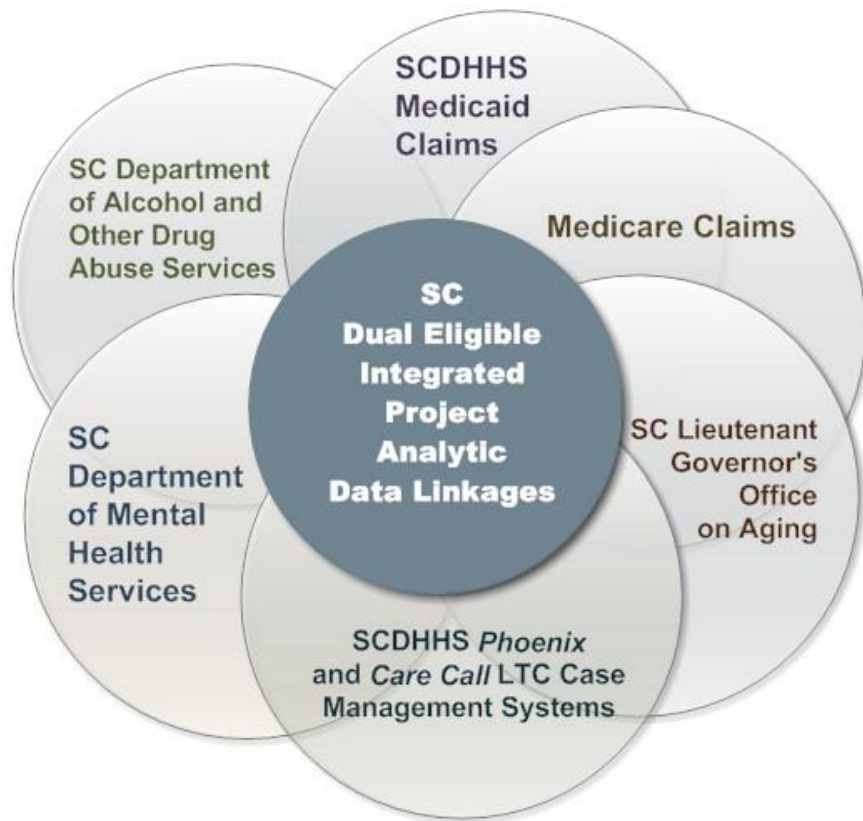 SCDHHS
Medicaid
Claims
Medicare Claims
SC Lieutenant
Governor's
Office
on Aging
SCDHHS Phoenix
and Care Call LTC Case
Management Systems
SC
Department
of Mental
Health
Services
SC Department
of Alcohol and
Other Drug
Abuse Services
SC
Dual Eligible
Integrated
Project
Analytic
Data Linkages